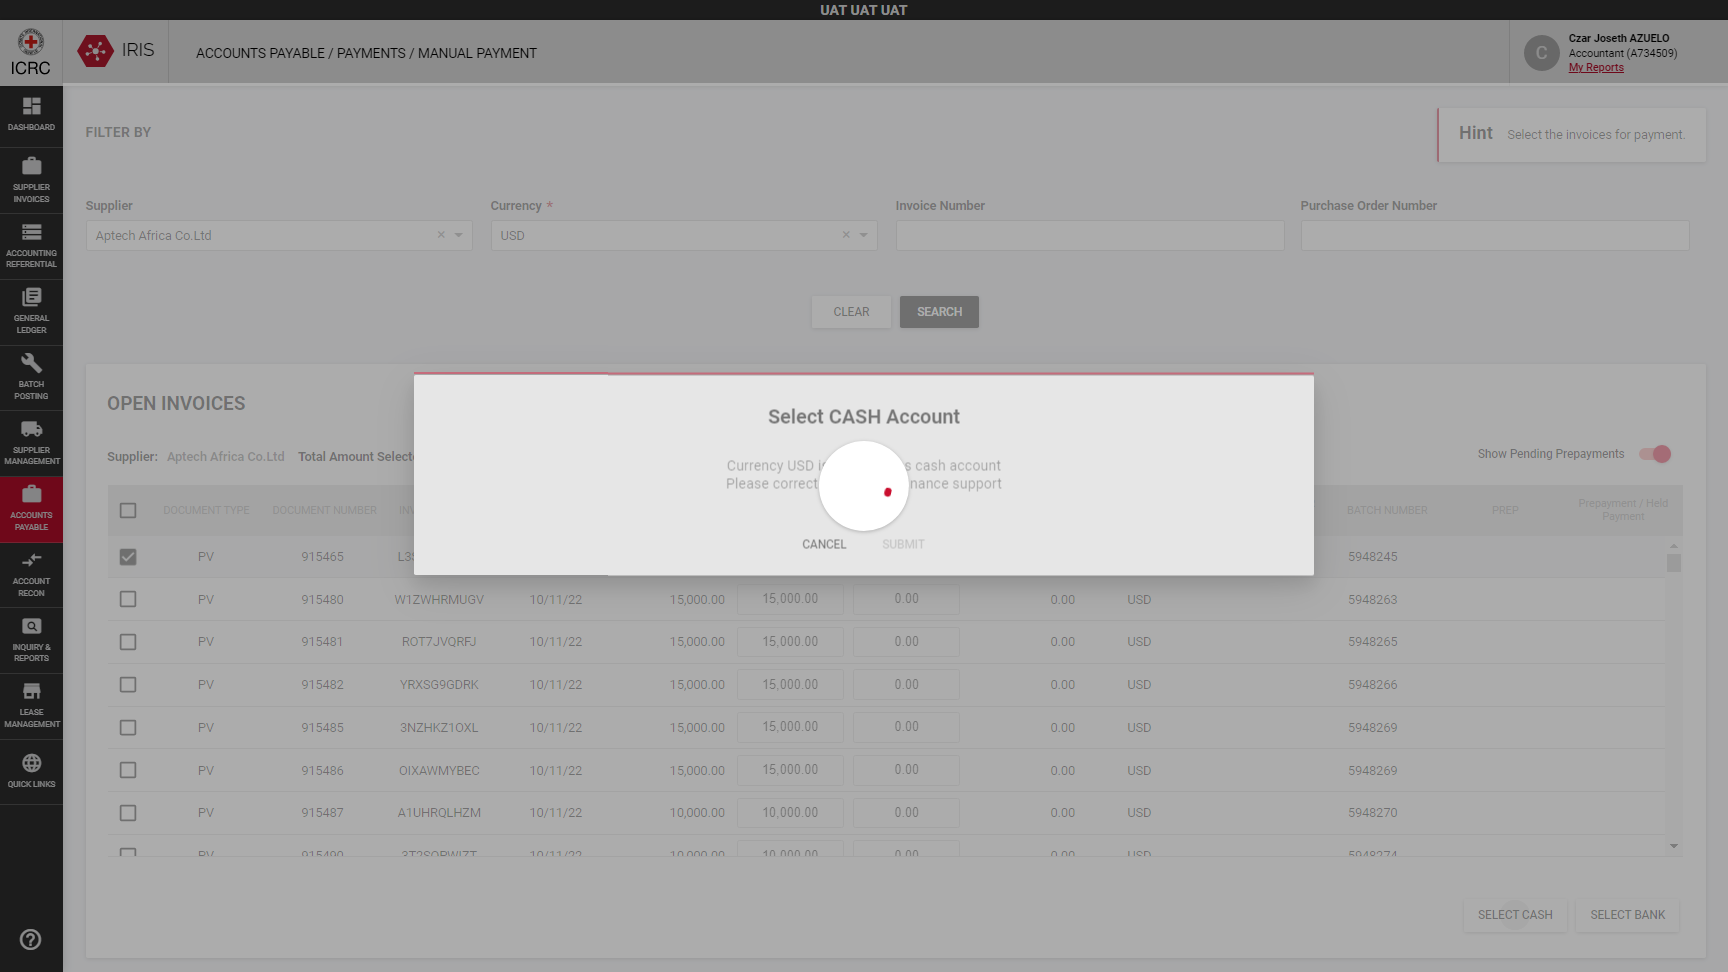 UAT UAT UAT
ICRC
IRIS
ACCOUNTS PAYABLE / PAYMENTS / MANUAL PAYMENT
C
Czar Joseth AZUELO
Accountant (A734509)
My Reports
DASHBOARD
SUPPLIER
INVOICES
ACCOUNTING
REFERENTIAL
GENERAL
LEDGER
BATCH
POSTING
SUPPLIER
MANAGEMENT
ACCOUNTS
PAYABLE
ACCOUNT
RECON
INQUIRY &
REPORTS
LEASE
MANAGEMENT
QUICK LINKS
FILTER BY
Hint Select the invoices for payment.
Supplier Currency * Invoice Number Purchase Order Number
Aptech Africa Co.Ltd × USD ×
CLEAR SEARCH
OPEN INVOICES
Supplier: Aptech Africa Co.Ltd Total Amount Show Pending Prepayments
Select CASH Account
Currency USD cash account
Please correct support
CANCEL SUBMIT
DOCUMENT TYPE DOCUMENT NUMBER BATCH NUMBER PREP Prepayment / Held
Payment
PV 915465 5948245
PV 915480 W1ZWHRMUGV 10/11/22 15,000.00 15,000.00 0.00 0.00 USD 5948263
PV 915481 ROT7JVQRFJ 10/11/22 15,000.00 15,000.00 0.00 0.00 USD 5948265
PV 915482 YRXSG9GDRK 10/11/22 15,000.00 15,000.00 0.00 0.00 USD 5948266
PV 915485 3NZHKZ1OXL 10/11/22 15,000.00 15,000.00 0.00 0.00 USD 5948269
PV 915486 OIXAWMYBEC 10/11/22 15,000.00 15,000.00 0.00 0.00 USD 5948269
PV 915487 A1UHRQLHZM 10/11/22 10,000.00 10,000.00 0.00 0.00 USD 5948270
PV 915490 10/11/22 10,000.00 10,000.00 0.00 0.00 USD 5948274
SELECT CASH SELECT BANK